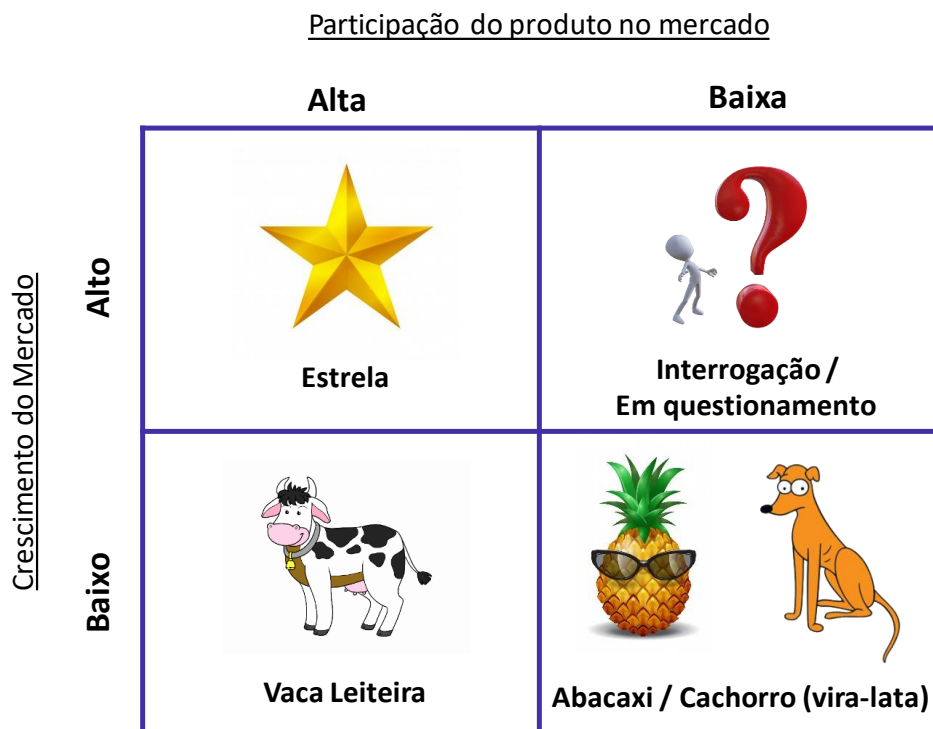 Participação do produto no mercado
Alta
Baixa
Crescimento do Mercado
Alto
Estrela
Interrogação /
Em questionamento
Baixo
Vaca Leiteira
Abacaxi / Cachorro (vira-lata)